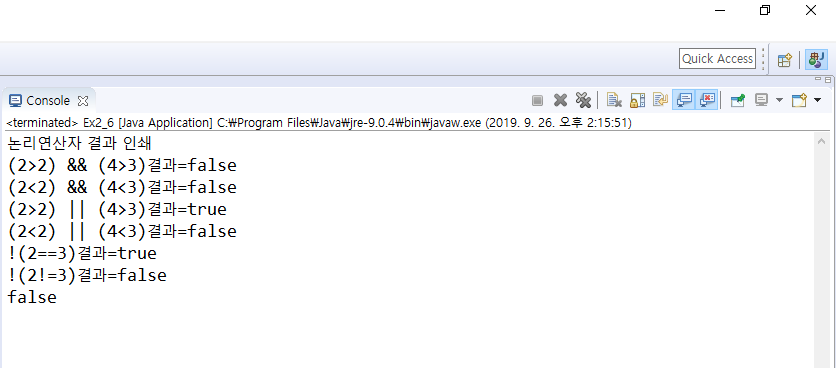 Quick Access
Console
<terminated> Ex2_6 [Java Application] C:₩Program Files₩Java₩jre-9.0.4₩bin₩javaw.exe (2019. 9. 26. 오후 2:15:51)
논리연산자 결과 인쇄
(2>2) && (4>3)결과=false
(2<2) && (4<3)결과=false
(2>2) || (4>3)결과=true
(2<2) || (4<3)결과=false
!(2==3)결과=true
!(2!=3)결과=false
false